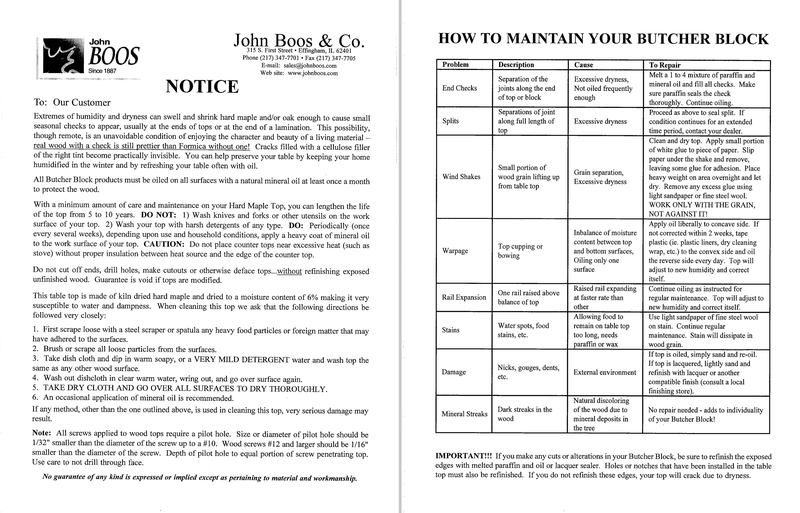 John
BOOS
Since 1887
John Boos & Co.
315 S. First Street • Effingham, IL 62401
Phone (217) 347-7701 • Fax (217) 347-7705
E-mail: sales@johnboos.com
Web site: www.johnboos.com
NOTICE
To: Our Customer
Extremes of humidity and dryness can swell and shrink hard maple and/or oak enough to cause small
seasonal checks to appear, usually at the ends of tops or at the end of a lamination. This possibility,
though remote, is an unavoidable condition of enjoying the character and beauty of a living material –
real wood with a check is still prettier than Formica without one! Cracks filled with a cellulose filler
of the right tint become practically invisible. You can help preserve your table by keeping your home
humidified in the winter and by refreshing your table often with oil.
All Butcher Block products must be oiled on all surfaces with a natural mineral oil at least once a month
to protect the wood.
With a minimum amount of care and maintenance on your Hard Maple Top, you can lengthen the life
of the top from 5 to 10 years. DO NOT: 1) Wash knives and forks or other utensils on the work
surface of your top. 2) Wash your top with harsh detergents of any type. DO: Periodically (once
every several weeks), depending upon use and household conditions, apply a heavy coat of mineral oil
to the work surface of your top. CAUTION: Do not place counter tops near excessive heat (such as
stove) without proper insulation between heat source and the edge of the counter top.
Do not cut off ends, drill holes, make cutouts or otherwise deface tops...without refinishing exposed
unfinished wood. Guarantee is void if tops are modified.
This table top is made of kiln dried hard maple and dried to a moisture content of 6% making it very
susceptible to water and dampness. When cleaning this top we ask that the following directions be
followed very closely:
1. First scrape loose with a steel scraper or spatula any heavy food particles or foreign matter that may
have adhered to the surfaces.
2. Brush or scrape all loose particles from the surfaces.
3. Take dish cloth and dip in warm soapy, or a VERY MILD DETERGENT water and wash top the
same as any other wood surface.
4. Wash out dishcloth in clear warm water, wring out, and go over surface again.
5. TAKE DRY CLOTH AND GO OVER ALL SURFACES TO DRY THOROUGHLY.
6. An occasional application of mineral oil is recommended.
If any method, other than the one outlined above, is used in cleaning this top, very serious damage may
result.
Note: All screws applied to wood tops require a pilot hole. Size or diameter of pilot hole should be
1/32" smaller than the diameter of the screw up to a #10. Wood screws #12 and larger should be 1/16"
smaller than the diameter of the screw. Depth of pilot hole to equal portion of screw penetrating top.
Use care to not drill through face.
No guarantee of any kind is expressed or implied except as pertaining to material and workmanship.
HOW TO MAINTAIN YOUR BUTCHER BLOCK
Problem Description Cause To Repair
End Checks
Separation of the
joints along the end
of top or block
Excessive dryness,
Not oiled frequently
enough
Melt a 1 to 4 mixture of paraffin and
mineral oil and fill all checks. Make
sure paraffin seals the check
thoroughly. Continue oiling.
Splits
Separations of joint
along full length of
top
Excessive dryness
Proceed as above to seal split. If
condition continues for an extended
time period, contact your dealer.
Wind Shakes
Small portion of
wood grain lifting up
from table top
Grain separation,
Excessive dryness
Clean and dry top. Apply small portion
of white glue to piece of paper. Slip
paper under the shake and remove,
leaving some glue for adhesion. Place
heavy weight on area overnight and let
dry. Remove any excess glue using
light sandpaper or fine steel wool.
WORK ONLY WITH THE GRAIN,
NOT AGAINST IT!
Warpage
Top cupping or
bowing
Inbalance of moisture
content between top
and bottom surfaces,
Oiling only one
surface
Apply oil liberally to concave side. If
not corrected within 2 weeks, tape
plastic (ie. plastic liners, dry cleaning
wrap, etc.) to the convex side and oil
the reverse side every day. Top will
adjust to new humidity and correct
itself.
Rail Expansion
One rail raised above
balance of top
Raised rail expanding
at faster rate than
other
Continue oiling as instructed for
regular maintenance. Top will adjust to
new humidity and correct itself.
Stains
Water spots, food
stains, etc.
Allowing food to
remain on table top
too long, needs
paraffin or wax
Use light sandpaper of fine steel wool
on stain. Continue regular
maintenance. Stain will dissipate in
wood grain.
Damage
Nicks, gouges, dents,
etc.
External environment
If top is oiled, simply sand and re-oil.
If top is lacquered, lightly sand and
refinish with lacquer or another
compatible finish (consult a local
finishing store).
Mineral Streaks
Dark streaks in the
wood
Natural discoloring
of the wood due to
mineral deposits in
the tree
No repair needed - adds to individuality
of your Butcher Block!
IMPORTANT!!! If you make any cuts or alterations in your Butcher Block, be sure to refinish the exposed
edges with melted paraffin and oil or lacquer sealer. Holes or notches that have been installed in the table
top must also be refinished. If you do not refinish these edges, your top will crack due to dryness.